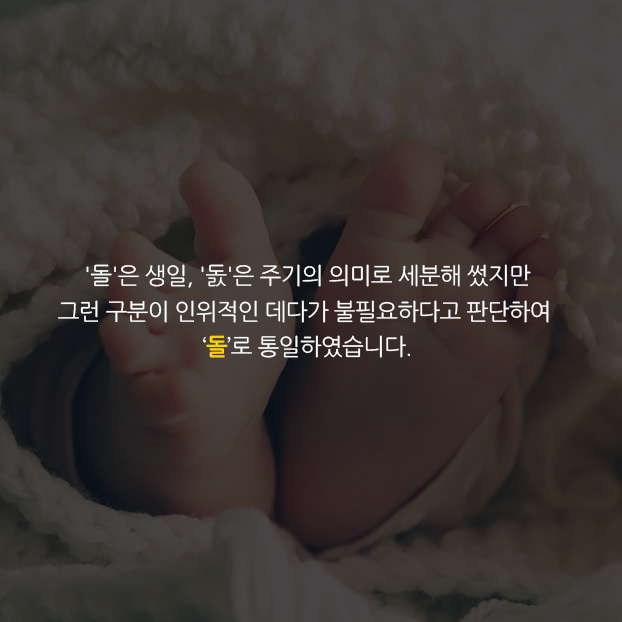 '돌'은 생일, '돐'은 주기의 의미로 세분해 썼지만
그런 구분이 인위적인 데다가 불필요하다고 판단하여
‘돌’로 통일하였습니다.